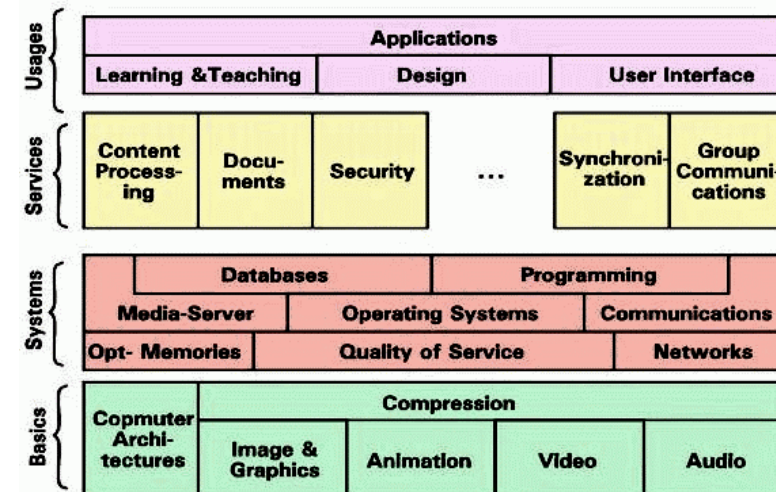 Usages
Applications
Learning &Teaching
Design
User Interface
Services
Content
Process-
ing
Docu-
ments
Security
...
Synchroni-
zation
Group
Communi-
cations
Systems
Databases
Programming
Media-Server
Operating Systems
Communications
Opt- Memories
Quality of Service
Networks
Basics
Copmuter
Archi-
tectures
Compression
Image &
Graphics
Animation
Video
Audio